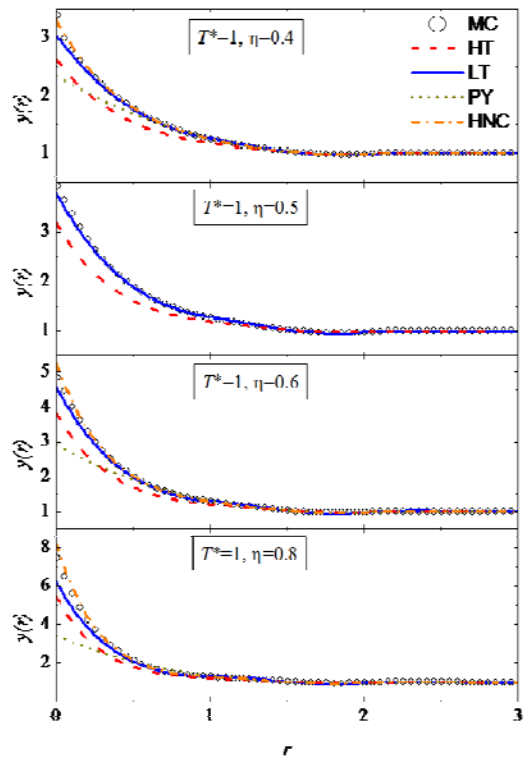 T*=1, η=0.4
MC
HT
LT
PY
HNC
y(r)
3
2
1
T*=1, η=0.5
y(r)
3
2
1
T*=1, η=0.6
y(r)
5
4
3
2
1
T*=1, η=0.8
y(r)
8
6
4
2
0 1 2 3
r